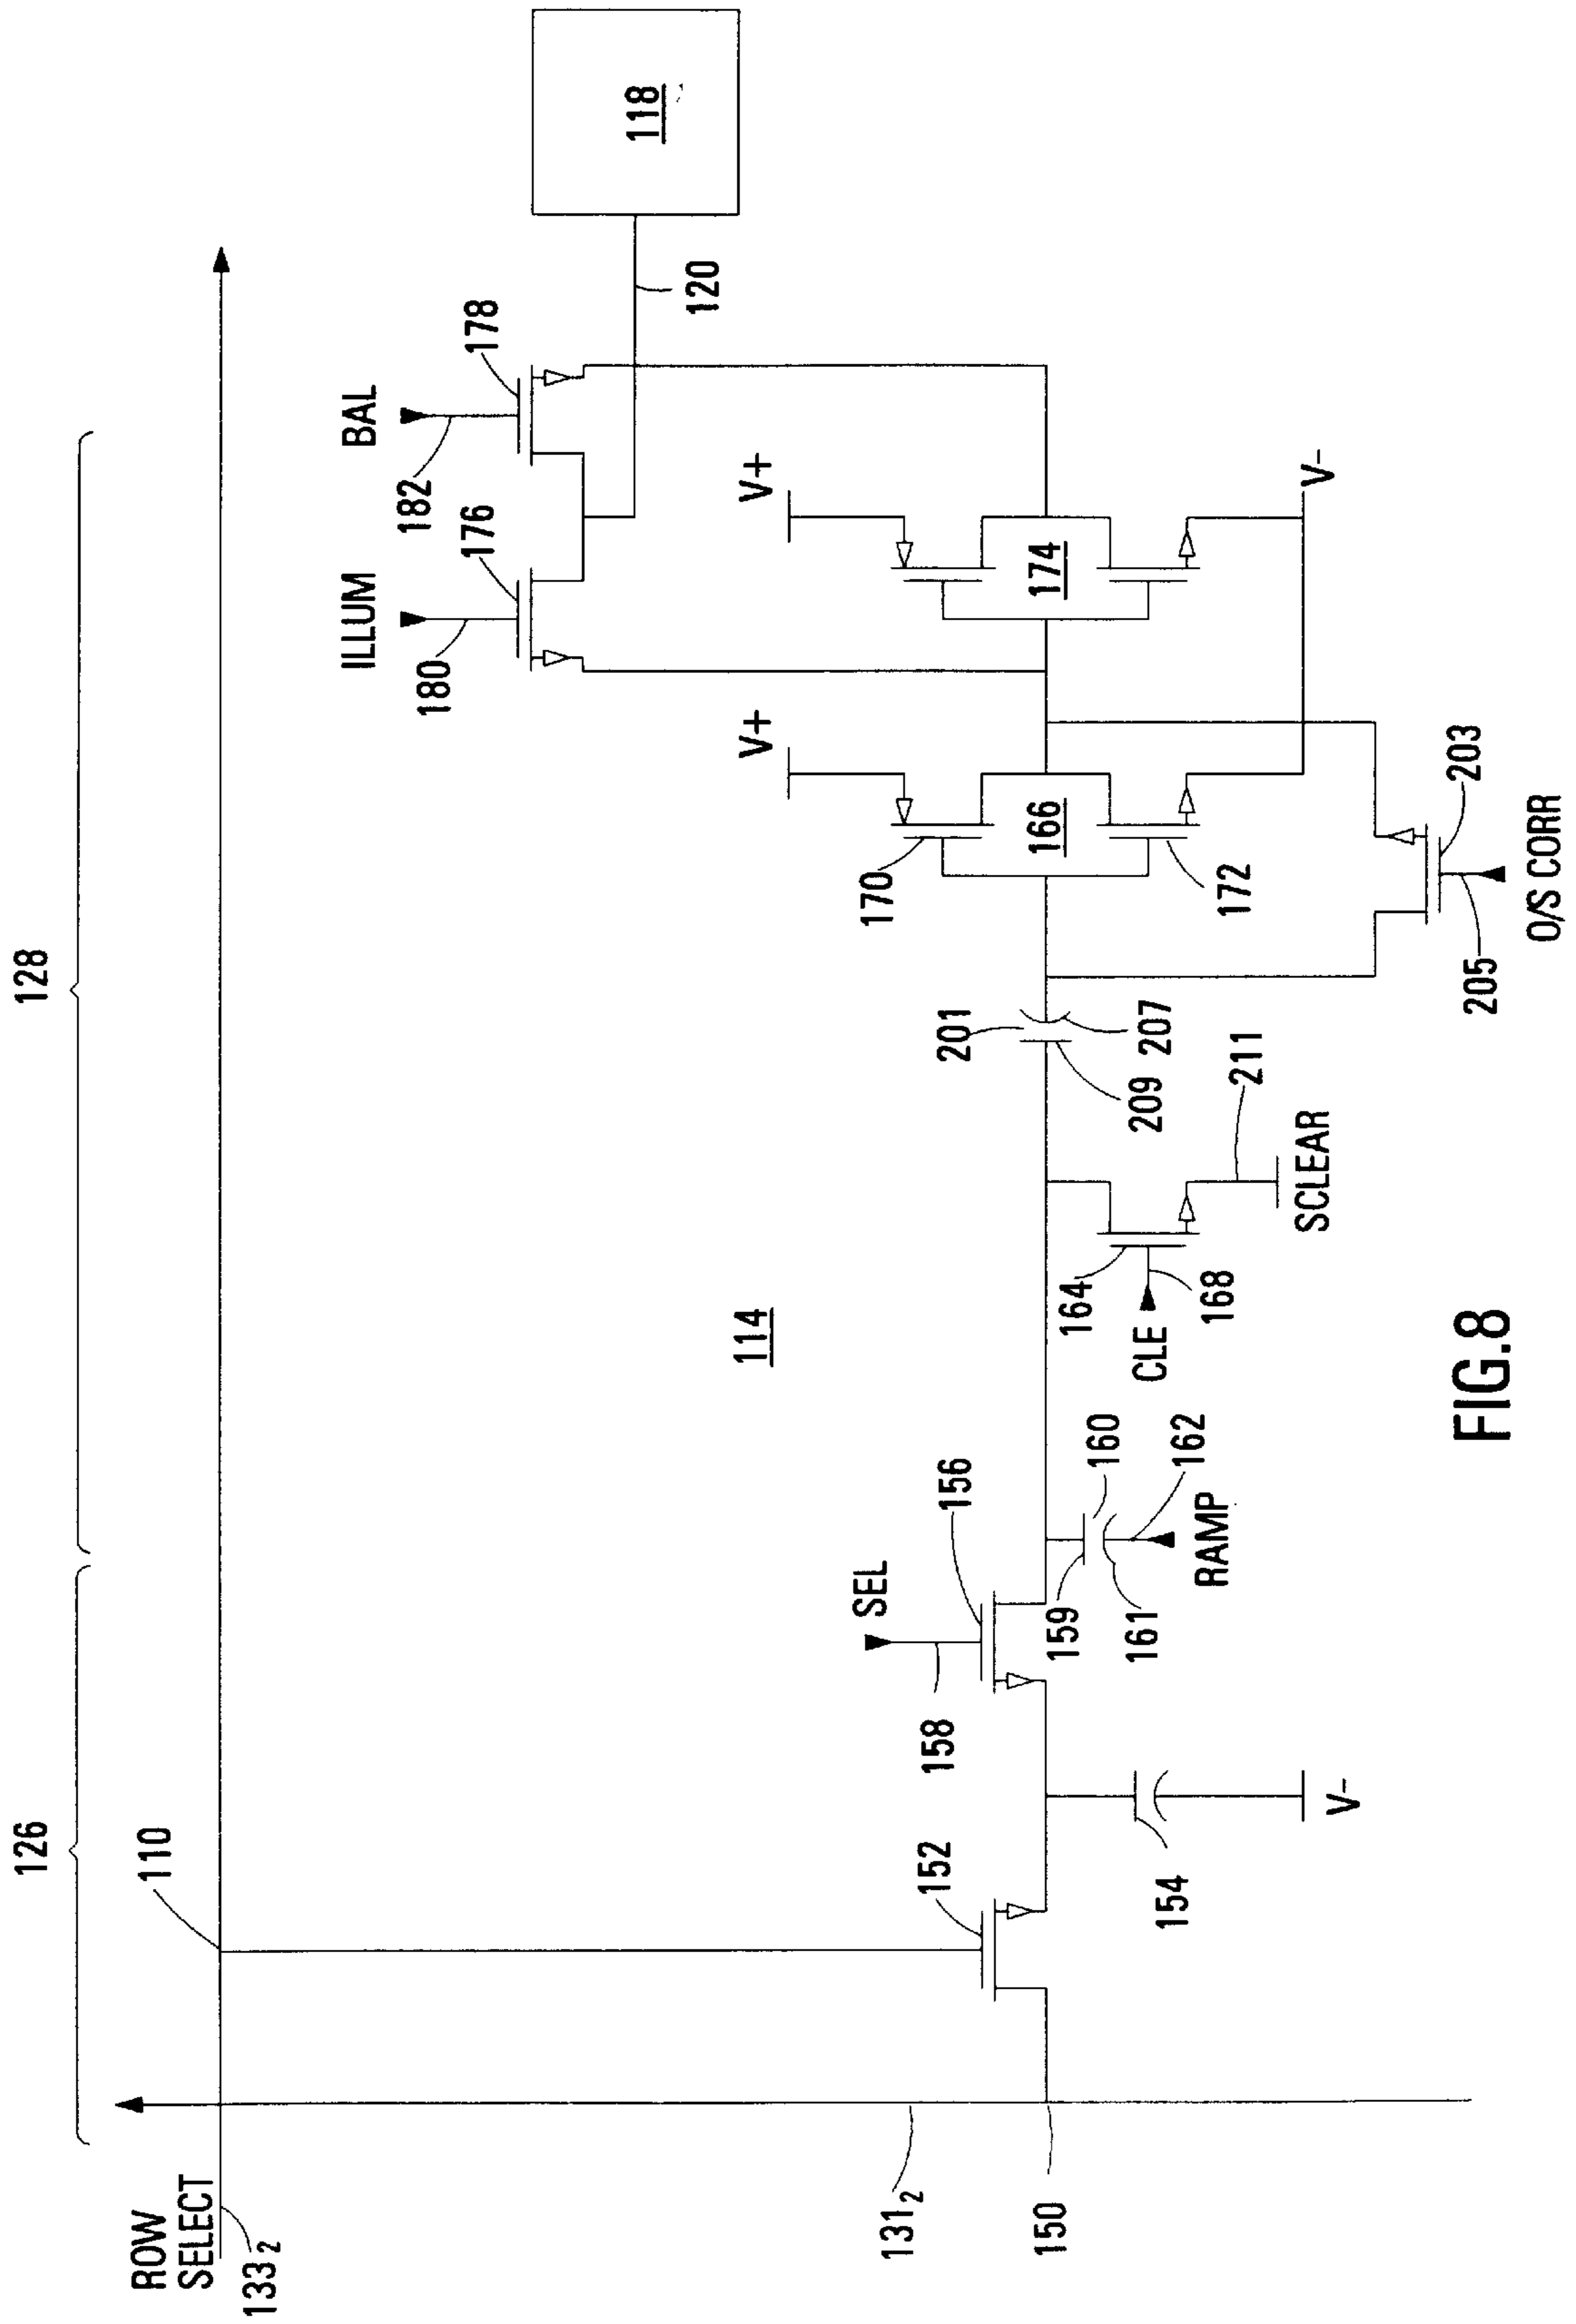 126
128
ROW
SELECT
133₂
110
131₂
150
152
154
V-
SEL
158
156
159
160
161
162
RAMP
114
164
CLE
168
SCLEAR
211
201
209
207
166
170
172
V+
174
V+
V-
203
205
O/S CORR
ILLUM
180
176
BAL
182
178
120
118
FIG.8